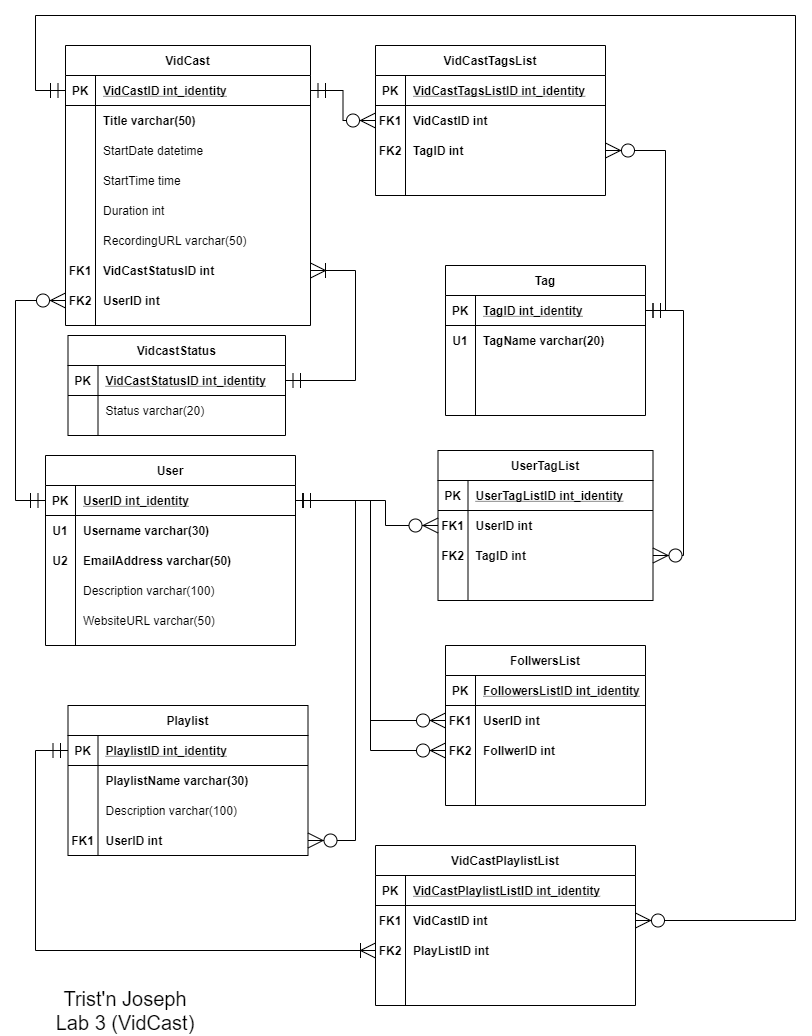 VidCast
PK VidCastID int_identity
Title varchar(50)
StartDate datetime
StartTime time
Duration int
RecordingURL varchar(50)
FK1 VidCastStatusID int
FK2 UserID int
VidCastTagsList
PK VidCastTagsListID int_identity
FK1 VidCastID int
FK2 TagID int
Tag
PK TagID int_identity
U1 TagName varchar(20)
VidcastStatus
PK VidCastStatusID int_identity
Status varchar(20)
User
PK UserID int_identity
U1 Username varchar(30)
U2 EmailAddress varchar(50)
Description varchar(100)
WebsiteURL varchar(50)
UserTagList
PK UserTagListID int_identity
FK1 UserID int
FK2 TagID int
FollwersList
PK FollowersListID int_identity
FK1 UserID int
FK2 FollwerID int
Playlist
PK PlaylistID int_identity
PlaylistName varchar(30)
Description varchar(100)
FK1 UserID int
VidCastPlaylistList
PK VidCastPlaylistListID int_identity
FK1 VidCastID int
FK2 PlayListID int
Trist'n Joseph
Lab 3 (VidCast)